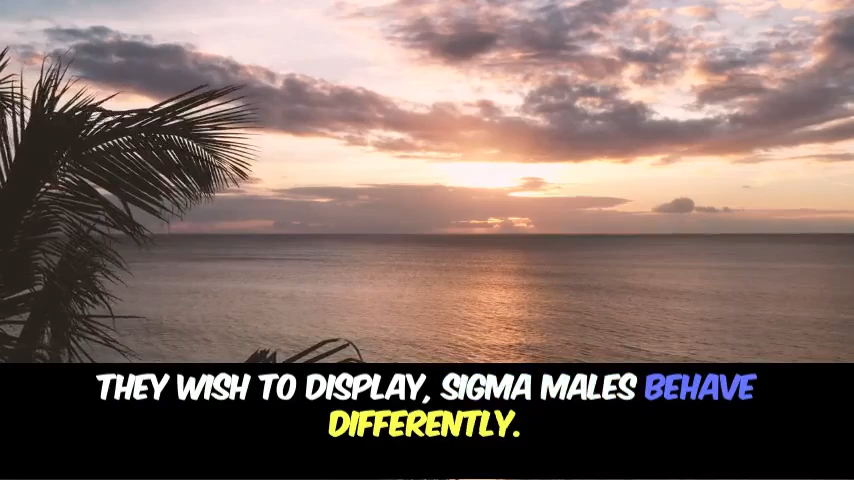 THEY WISH TO DISPLAY, SIGMA MALES BEHAVE
DIFFERENTLY.